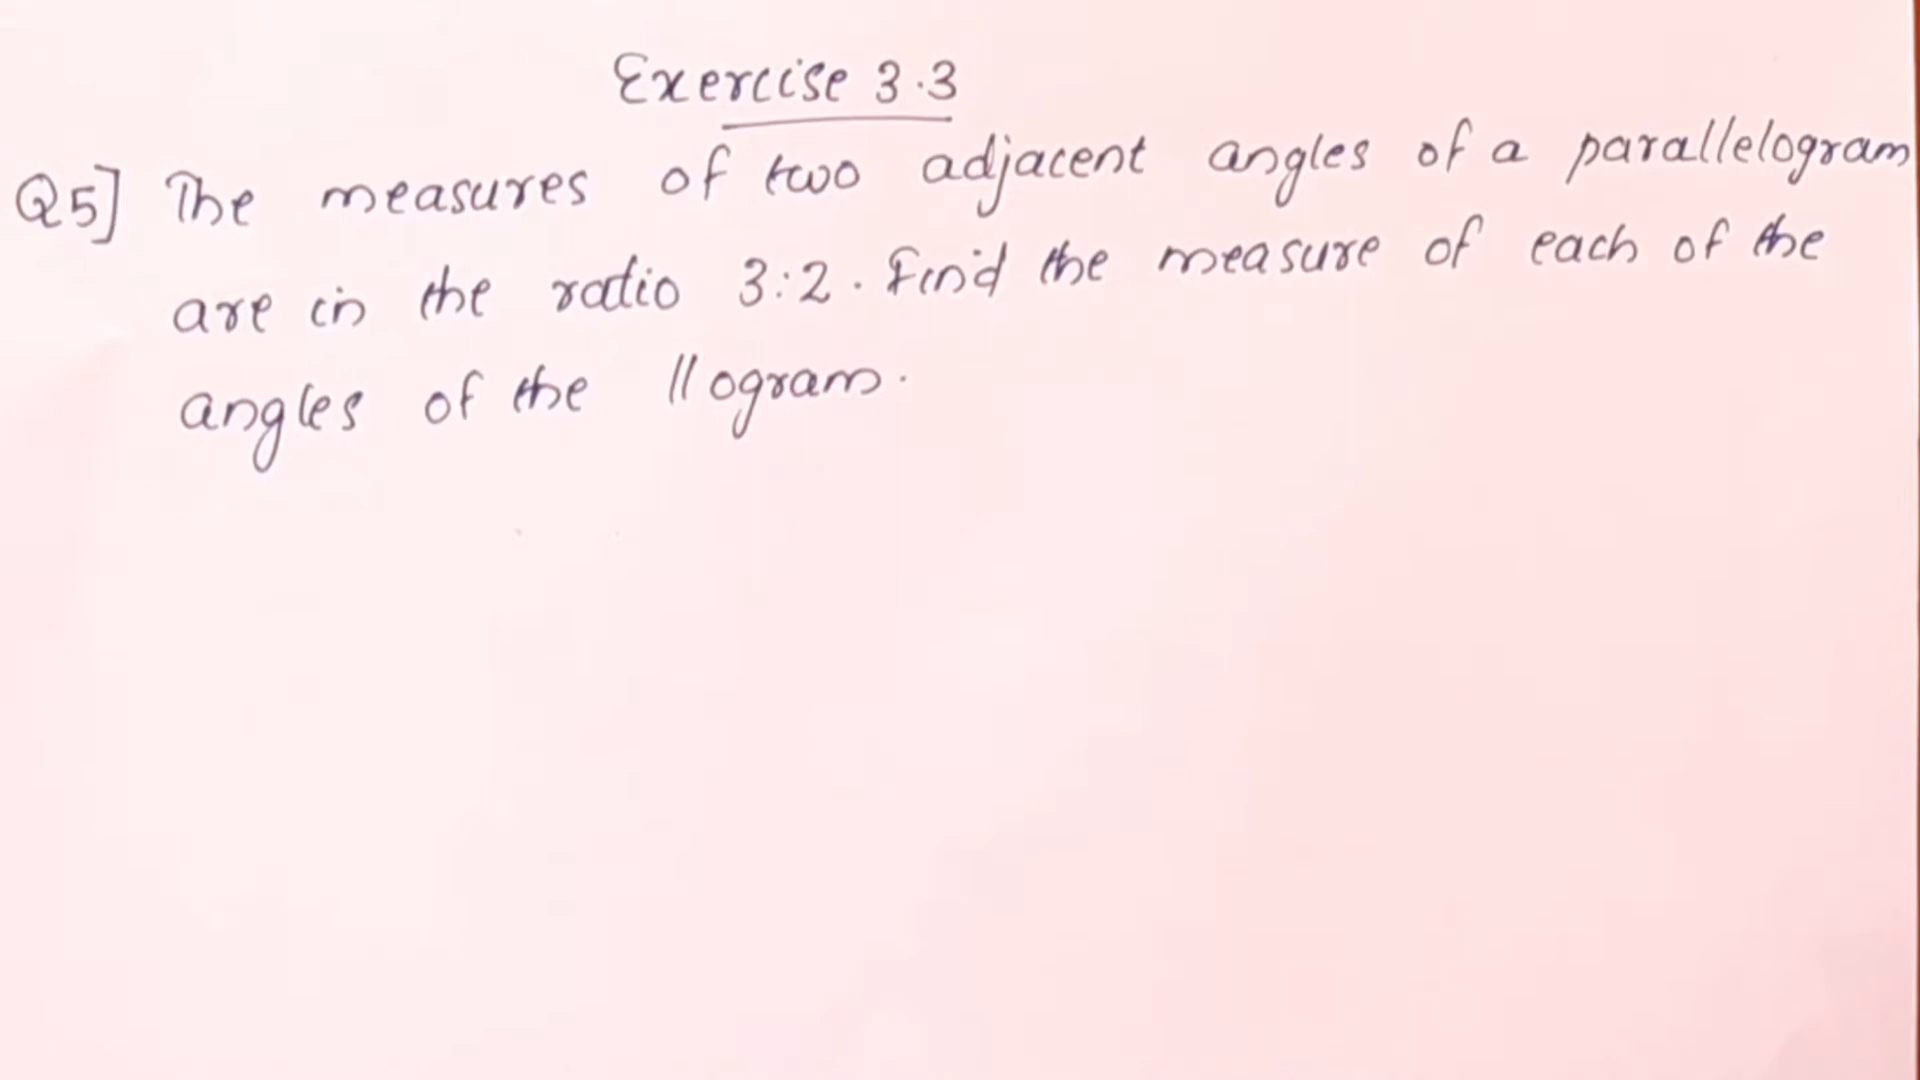 Exercise 3.3
Q5] The measures of two adjacent angles of a parallelogram
are in the ratio 3:2. Find the measure of each of the
angles of the llogram.